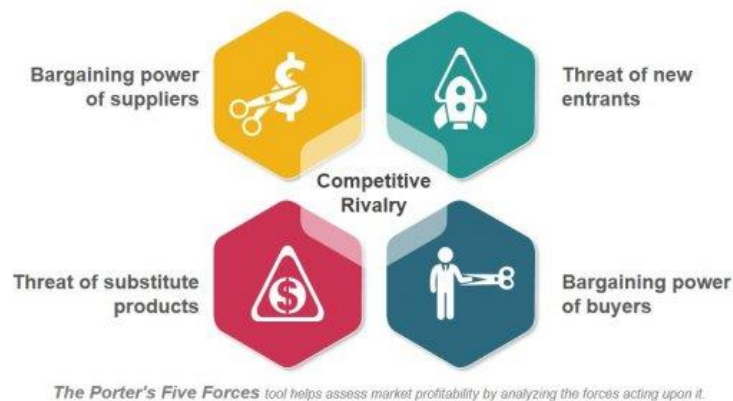 Bargaining power
of suppliers
Threat of new
entrants
Competitive
Rivalry
Threat of substitute
products
Bargaining power
of buyers
The Porter's Five Forces tool helps assess market profitability by analyzing the forces acting upon it.